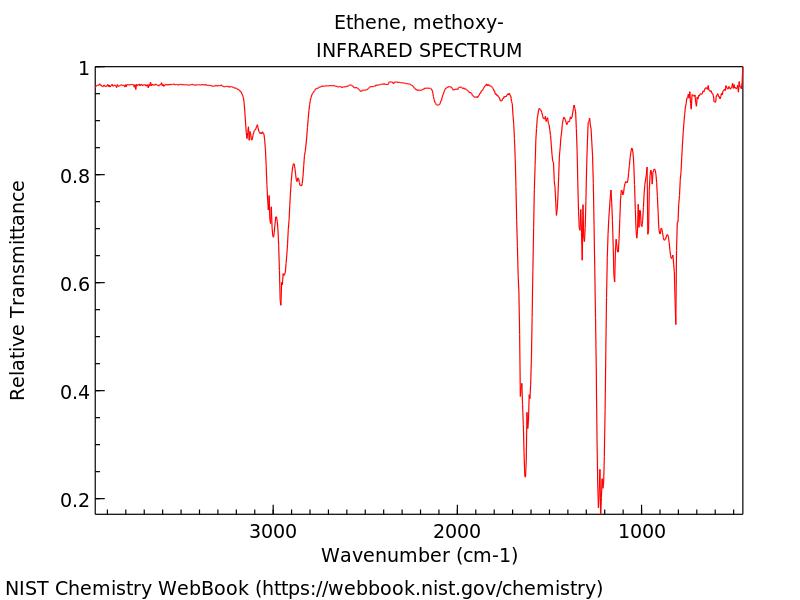 Ethene, methoxy-
INFRARED SPECTRUM
1
0.8
0.6
0.4
0.2
Relative Transmittance
3000 2000 1000
Wavenumber (cm-1)
NIST Chemistry WebBook (https://webbook.nist.gov/chemistry)